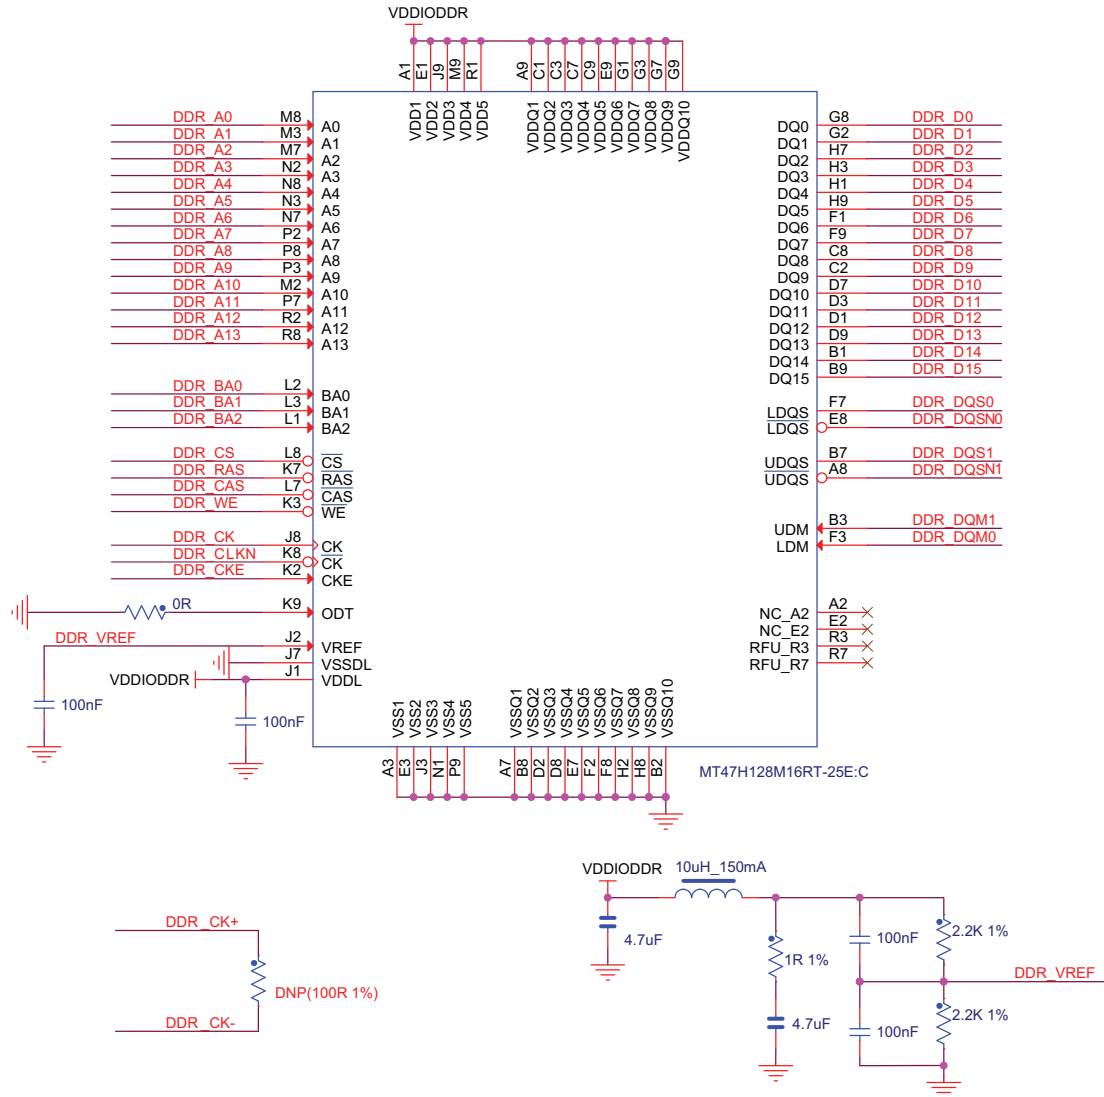 VDDIODDR
A1 E1 J9 M9 R1 A9 C1 C3 C7 C9 E9 G1 G3 G7 G9
VDD1 VDD2 VDD3 VDD4 VDD5 VDDQ1 VDDQ2 VDDQ3 VDDQ4 VDDQ5 VDDQ6 VDDQ7 VDDQ8 VDDQ9 VDDQ10
DDR_A0 M8 A0 DQ0 G8 DDR_D0
DDR_A1 M3 A1 DQ1 G2 DDR_D1
DDR_A2 M7 A2 DQ2 H7 DDR_D2
DDR_A3 N2 A3 DQ3 H3 DDR_D3
DDR_A4 N8 A4 DQ4 H1 DDR_D4
DDR_A5 N3 A5 DQ5 H9 DDR_D5
DDR_A6 N7 A6 DQ6 F1 DDR_D6
DDR_A7 P2 A7 DQ7 F9 DDR_D7
DDR_A8 P8 A8 DQ8 C8 DDR_D8
DDR_A9 P3 A9 DQ9 C2 DDR_D9
DDR_A10 M2 A10 DQ10 D7 DDR_D10
DDR_A11 P7 A11 DQ11 D3 DDR_D11
DDR_A12 R2 A12 DQ12 D1 DDR_D12
DDR_A13 R8 A13 DQ13 D9 DDR_D13
DQ14 B1 DDR_D14
DQ15 B9 DDR_D15
DDR_BA0 L2 BA0
DDR_BA1 L3 BA1 LDQS F7 DDR_DQS0
DDR_BA2 L1 BA2 LDQS E8 DDR_DQSN0
DDR_CS L8 CS UDQS B7 DDR_DQS1
DDR_RAS K7 RAS UDQS A8 DDR_DQSN1
DDR_CAS L7 CAS
DDR_WE K3 WE
UDM B3 DDR_DQM1
DDR_CK J8 CK LDM F3 DDR_DQM0
DDR_CLKN K8 CK
DDR_CKE K2 CKE
0R K9 ODT NC_A2 A2
NC_E2 E2
DDR_VREF J2 VREF RFU_R3 R3
J7 VSSDL RFU_R7 R7
VDDIODDR J1 VDDL
100nF
100nF
VSS1 VSS2 VSS3 VSS4 VSS5 VSSQ1 VSSQ2 VSSQ3 VSSQ4 VSSQ5 VSSQ6 VSSQ7 VSSQ8 VSSQ9 VSSQ10
A3 E3 J3 N1 P9 A7 B8 D2 D8 E7 F2 F8 H2 H8 B2
MT47H128M16RT-25E:C
DDR_CK+
DNP(100R 1%)
DDR_CK-
VDDIODDR
10uH_150mA
4.7uF
1R 1%
4.7uF
100nF
2.2K 1%
DDR_VREF
100nF
2.2K 1%